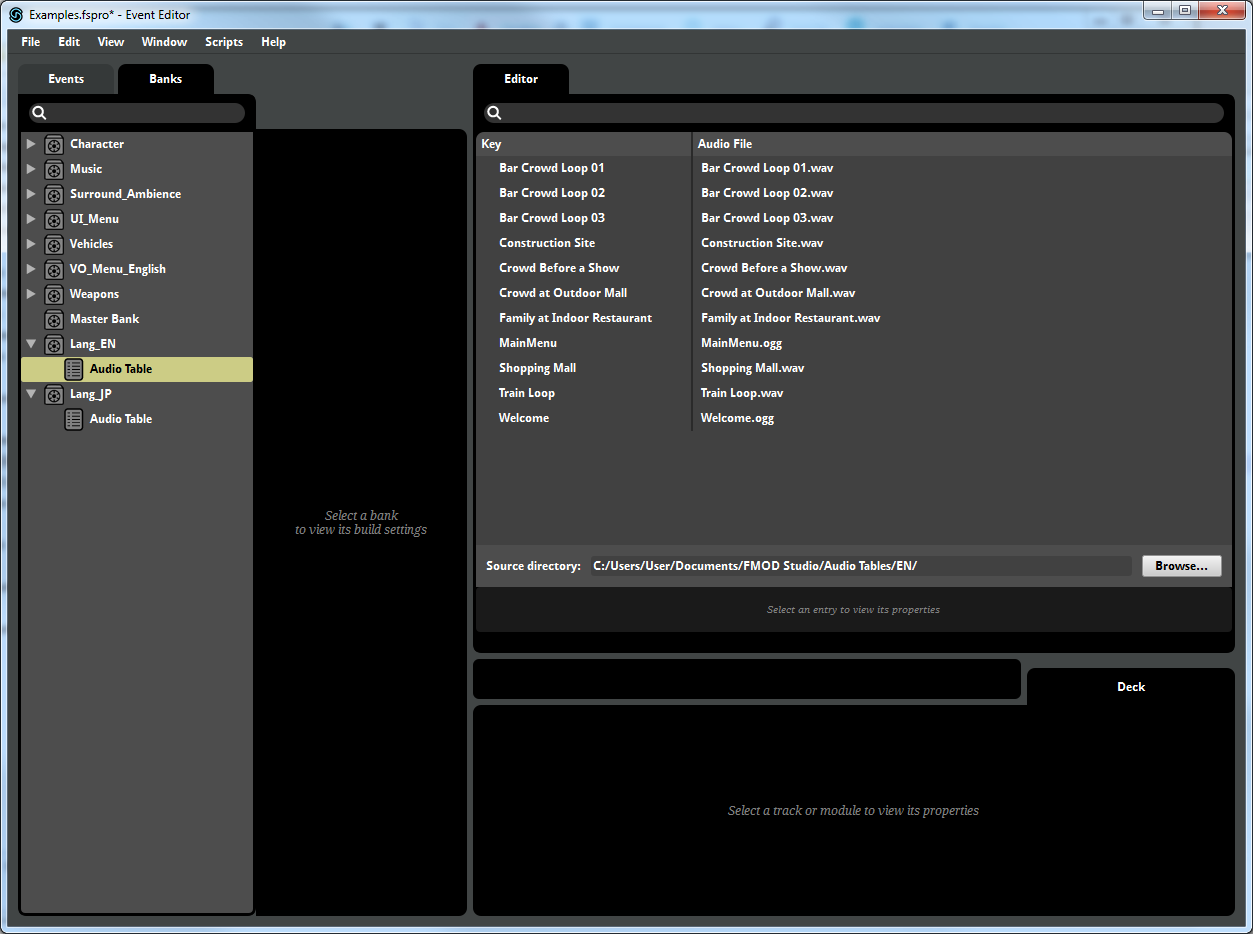 Examples.fspro* - Event Editor
File Edit View Window Scripts Help
Events Banks
Character
Music
Surround_Ambience
UI_Menu
Vehicles
VO_Menu_English
Weapons
Master Bank
Lang_EN
Audio Table
Lang_JP
Audio Table
Select a bank
to view its build settings
Editor
Key Audio File
Bar Crowd Loop 01 Bar Crowd Loop 01.wav
Bar Crowd Loop 02 Bar Crowd Loop 02.wav
Bar Crowd Loop 03 Bar Crowd Loop 03.wav
Construction Site Construction Site.wav
Crowd Before a Show Crowd Before a Show.wav
Crowd at Outdoor Mall Crowd at Outdoor Mall.wav
Family at Indoor Restaurant Family at Indoor Restaurant.wav
MainMenu MainMenu.ogg
Shopping Mall Shopping Mall.wav
Train Loop Train Loop.wav
Welcome Welcome.ogg
Source directory: C:/Users/User/Documents/FMOD Studio/Audio Tables/EN/ Browse...
Select an entry to view its properties
Deck
Select a track or module to view its properties